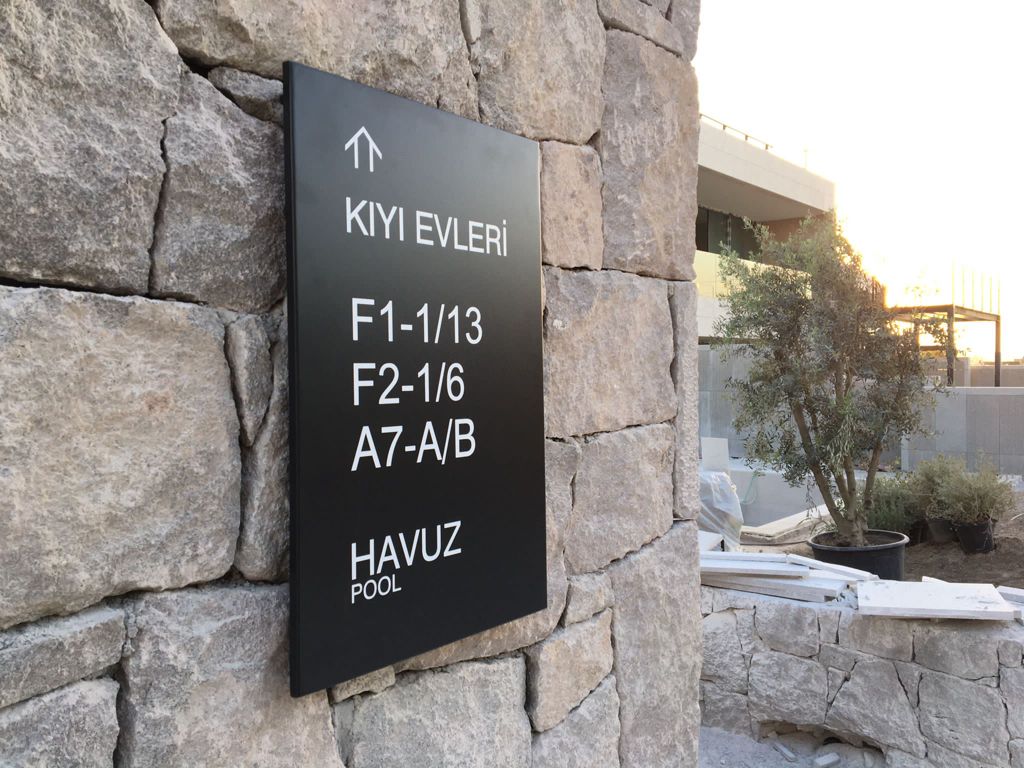 KIYI EVLERİ
F1-1/13
F2-1/6
A7-A/B
HAVUZ
POOL